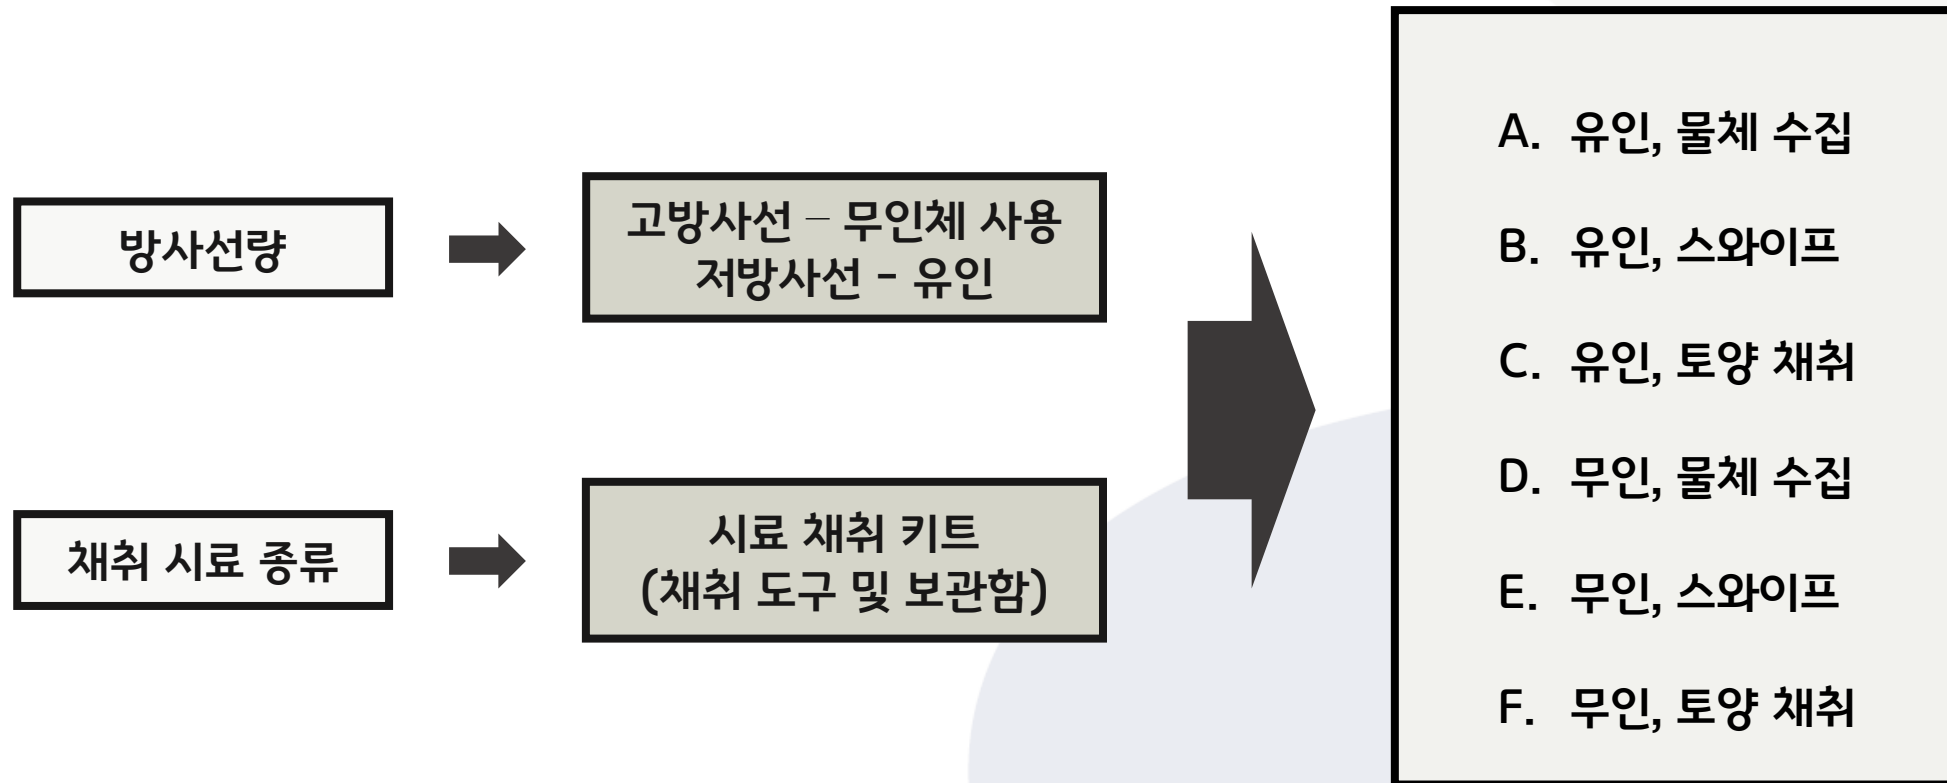 방사선량
고방사선 – 무인체 사용
저방사선 - 유인
채취 시료 종류
시료 채취 키트
(채취 도구 및 보관함)
A. 유인, 물체 수집
B. 유인, 스와이프
C. 유인, 토양 채취
D. 무인, 물체 수집
E. 무인, 스와이프
F. 무인, 토양 채취